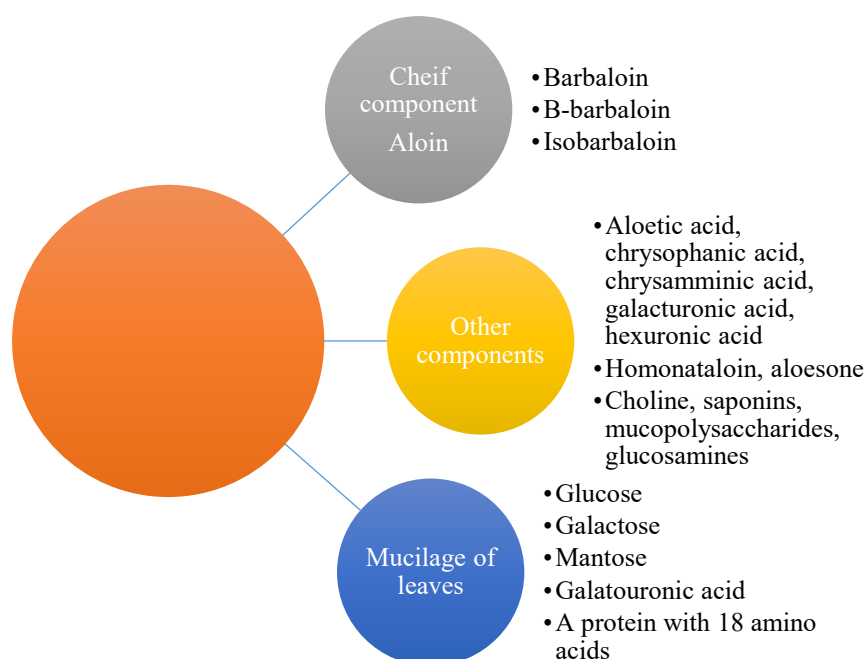 Cheif
component
Aloin
•Barbaloin
•B-barbaloin
•Isobarbaloin
Other
components
•Aloetic acid,
chrysophanic acid,
chrysamminic acid,
galacturonic acid,
hexuronic acid
•Homonataloin, aloesone
•Choline, saponins,
mucopolysaccharides,
glucosamines
Mucilage of
leaves
•Glucose
•Galactose
•Mantose
•Galatouronic acid
•A protein with 18 amino
acids